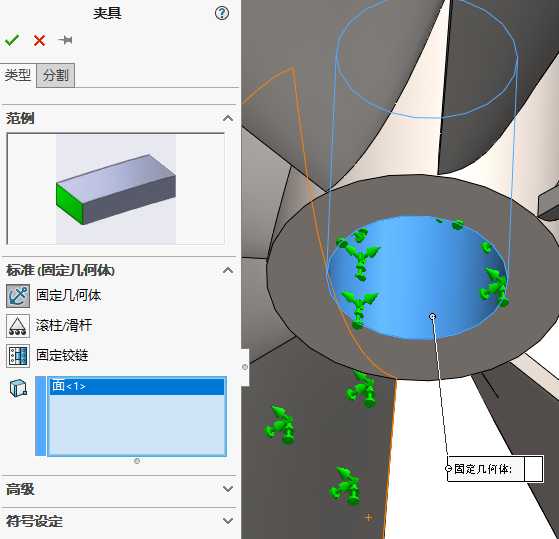 夹具
类型
分割
范例
标准 (固定几何体)
固定几何体
滚柱/滑杆
固定铰链
面<1>
高级
符号设定
固定几何体: